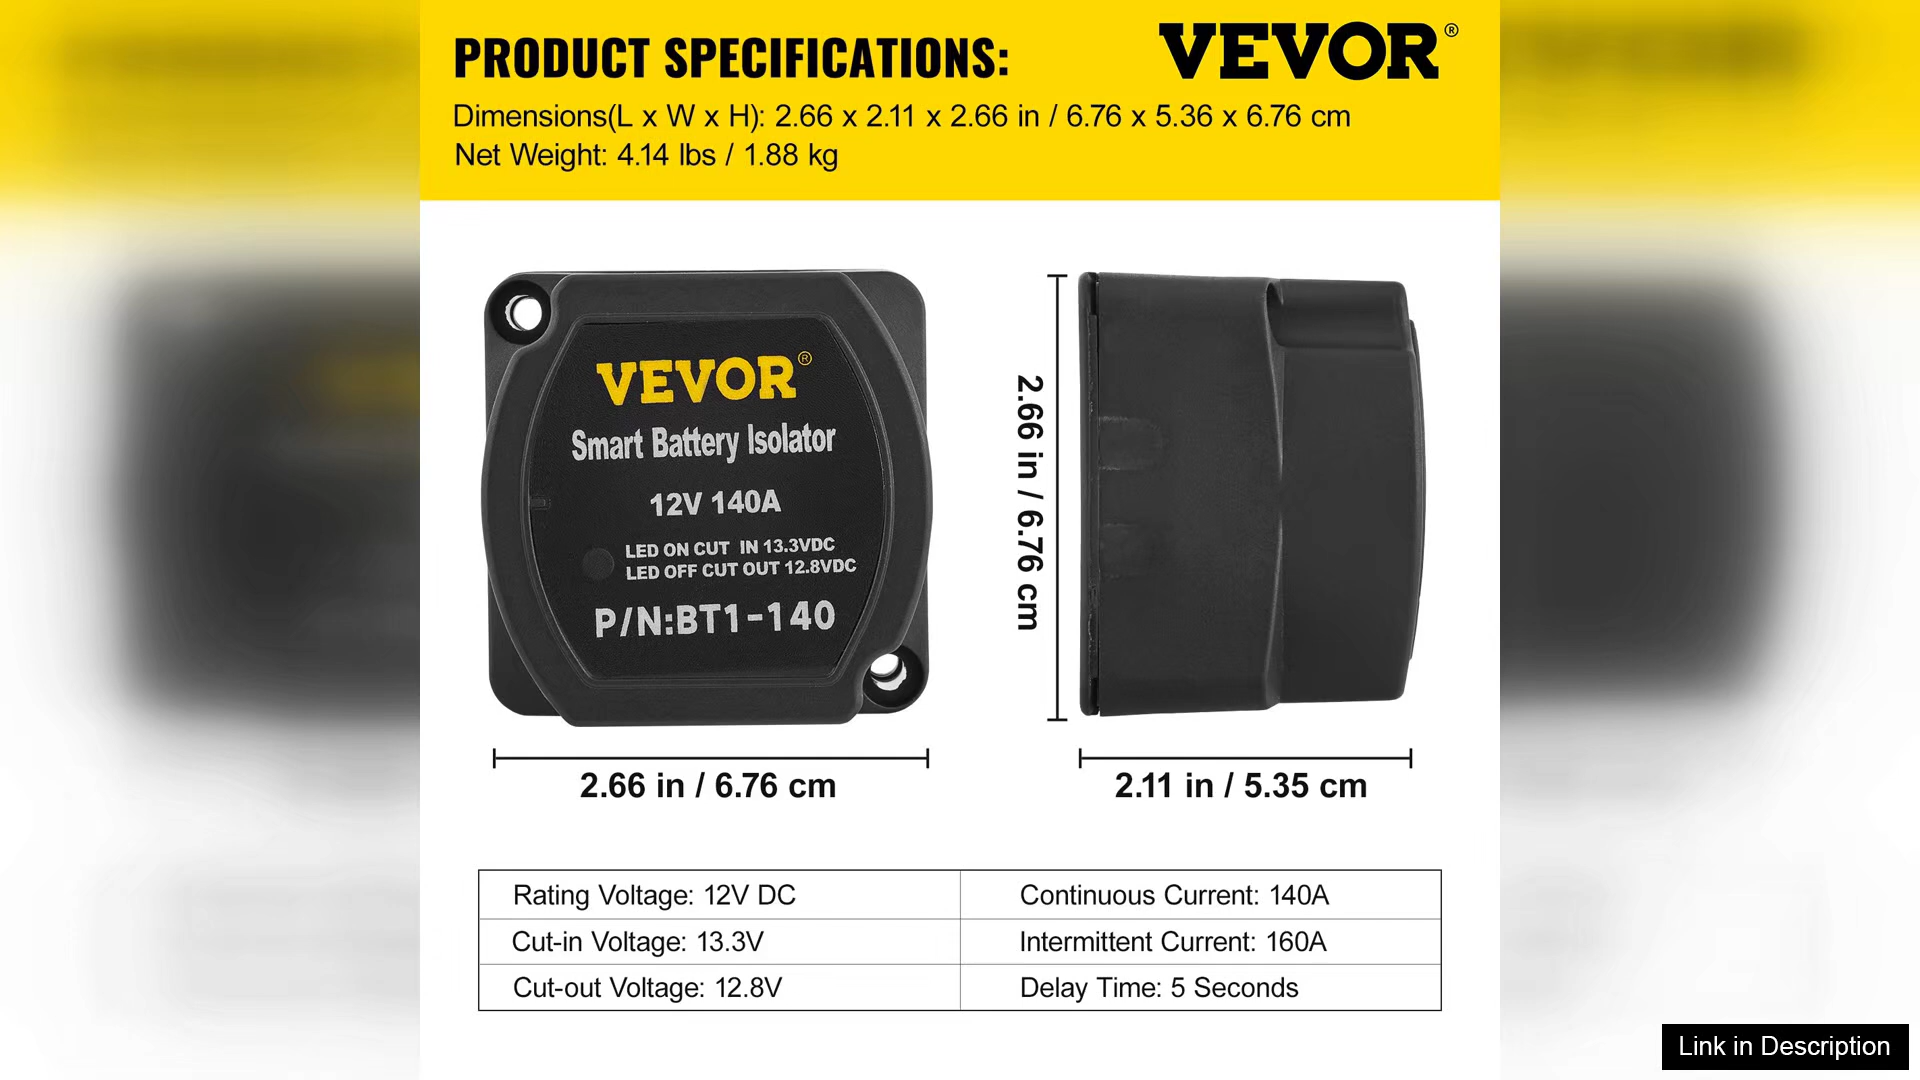 PRODUCT SPECIFICATIONS:
VEVOR®
Dimensions(L x W x H): 2.66 x 2.11 x 2.66 in / 6.76 x 5.36 x 6.76 cm
Net Weight: 4.14 lbs / 1.88 kg
VEVOR®
Smart Battery Isolator
12V 140A
LED ON CUT IN 13.3VDC
LED OFF CUT OUT 12.8VDC
P/N:BT1-140
2.66 in / 6.76 cm
2.66 in / 6.76 cm
2.11 in / 5.35 cm
Rating Voltage: 12V DC
Continuous Current: 140A
Cut-in Voltage: 13.3V
Intermittent Current: 160A
Cut-out Voltage: 12.8V
Delay Time: 5 Seconds
Link in Description